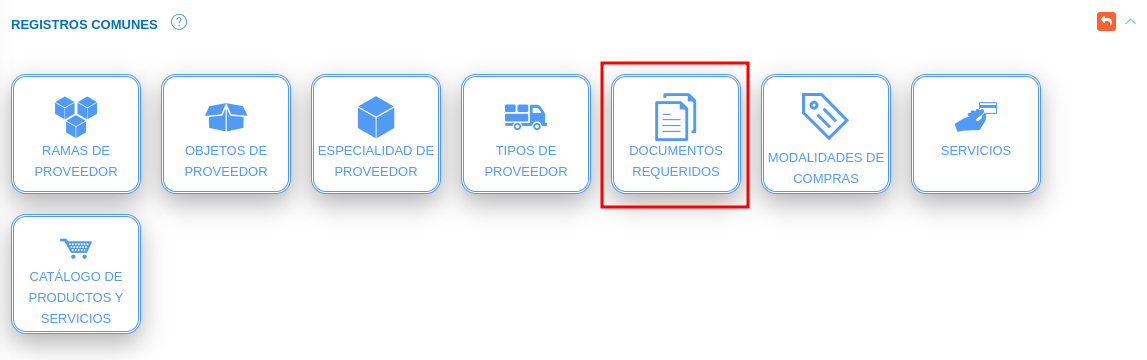 REGISTROS COMUNES
RAMAS DE
PROVEEDOR
OBJETOS DE
PROVEEDOR
ESPECIALIDAD DE
PROVEEDOR
TIPOS DE
PROVEEDOR
DOCUMENTOS
REQUERIDOS
MODALIDADES DE
COMPRAS
SERVICIOS
CATÁLOGO DE
PRODUCTOS Y
SERVICIOS